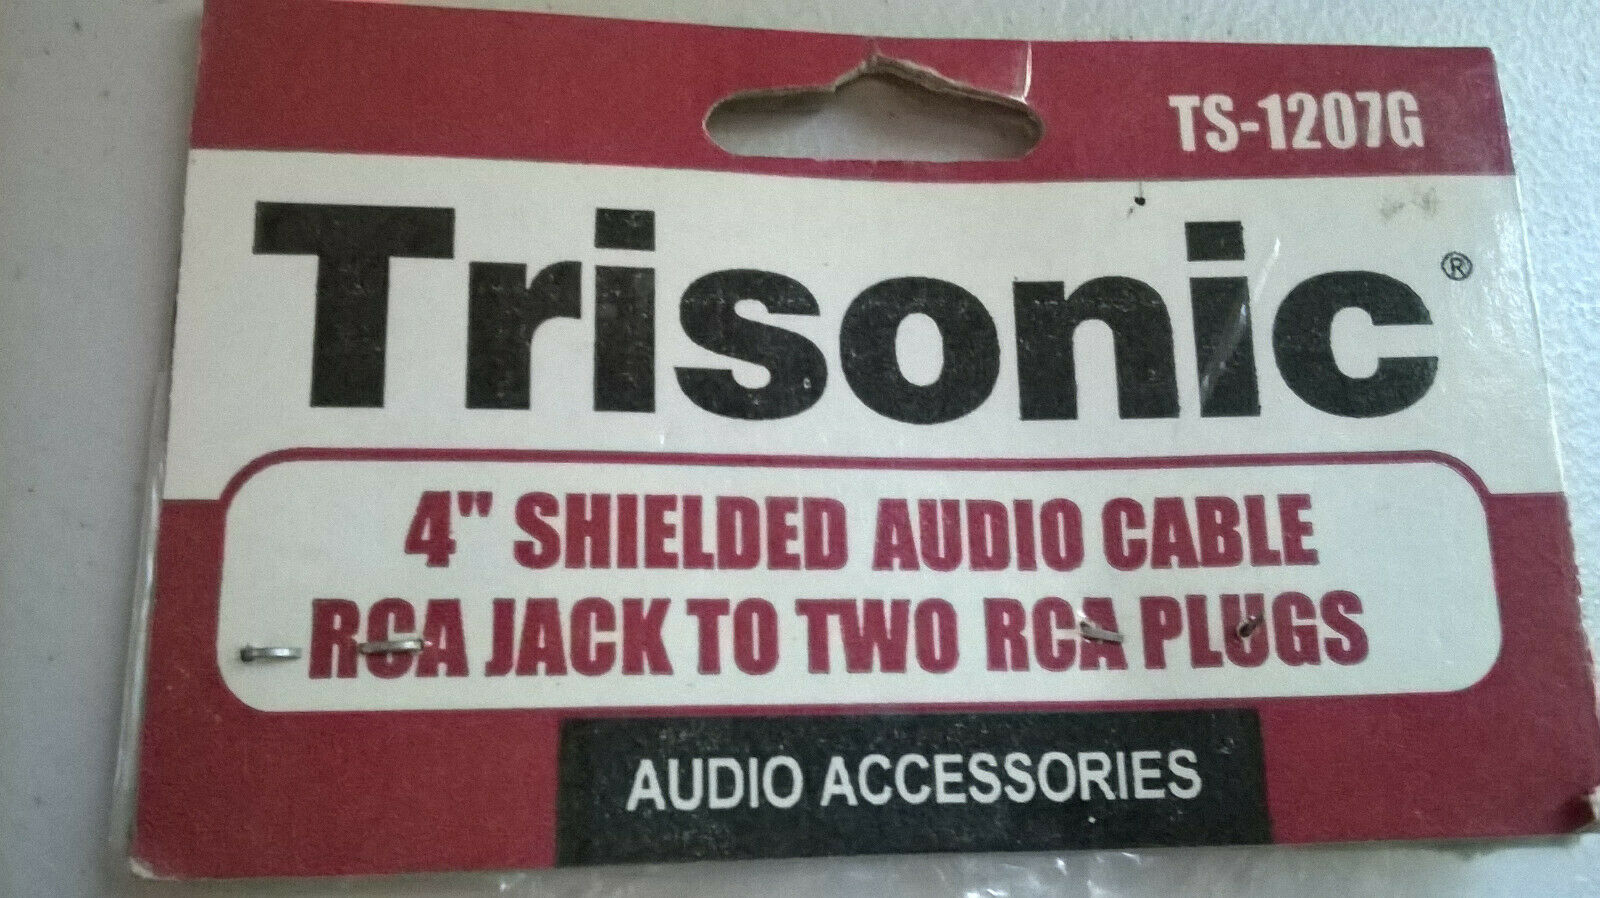 TS-1207G
Trisonic®
4" SHIELDED AUDIO CABLE
RCA JACK TO TWO RCA PLUGS
AUDIO ACCESSORIES